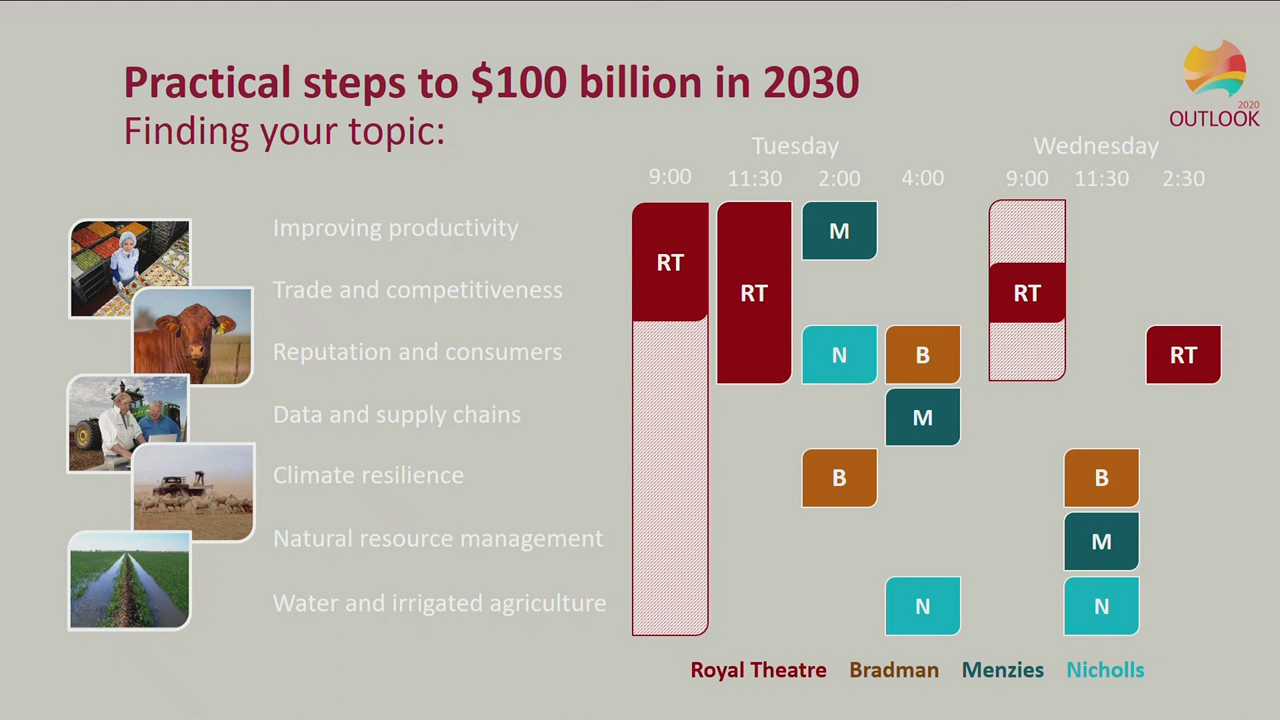 Practical steps to $100 billion in 2030
Finding your topic:
2020
OUTLOOK
Tuesday
Wednesday
9:00 11:30 2:00 4:00 9:00 11:30 2:30
Improving productivity
M
RT
Trade and competitiveness
RT
RT
Reputation and consumers
N B RT
Data and supply chains
M
Climate resilience
B B
Natural resource management
M
Water and irrigated agriculture
N N
Royal Theatre Bradman Menzies Nicholls